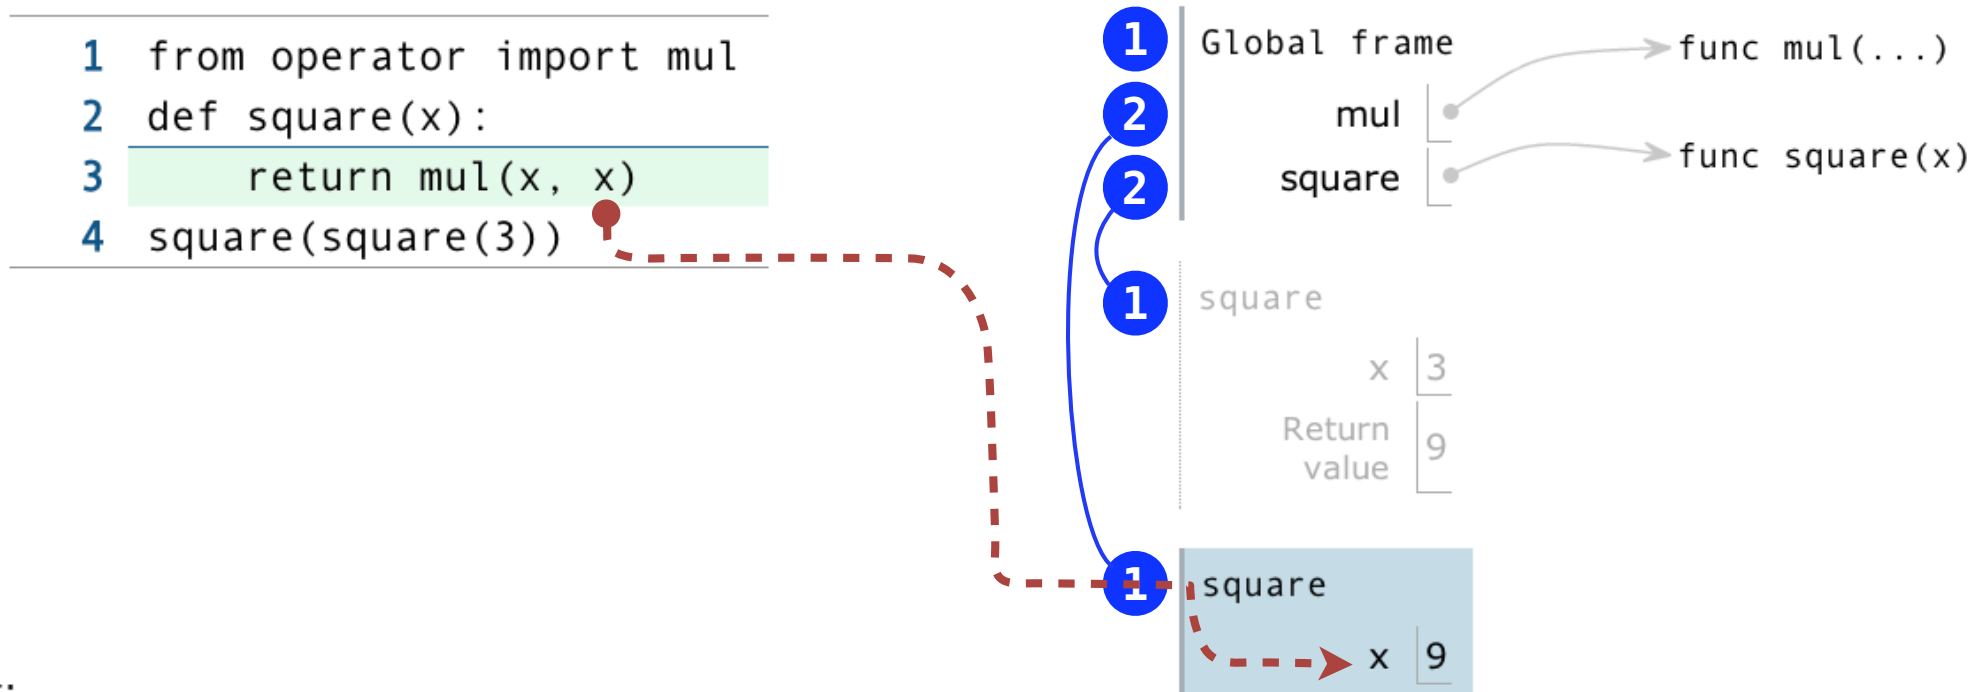 1 from operator import mul
2 def square(x):
3 return mul(x, x)
4 square(square(3))
1 Global frame
func mul(...)
2 mul
func square(x)
2 square
1 square
x 3
Return value 9
1 square
x 9